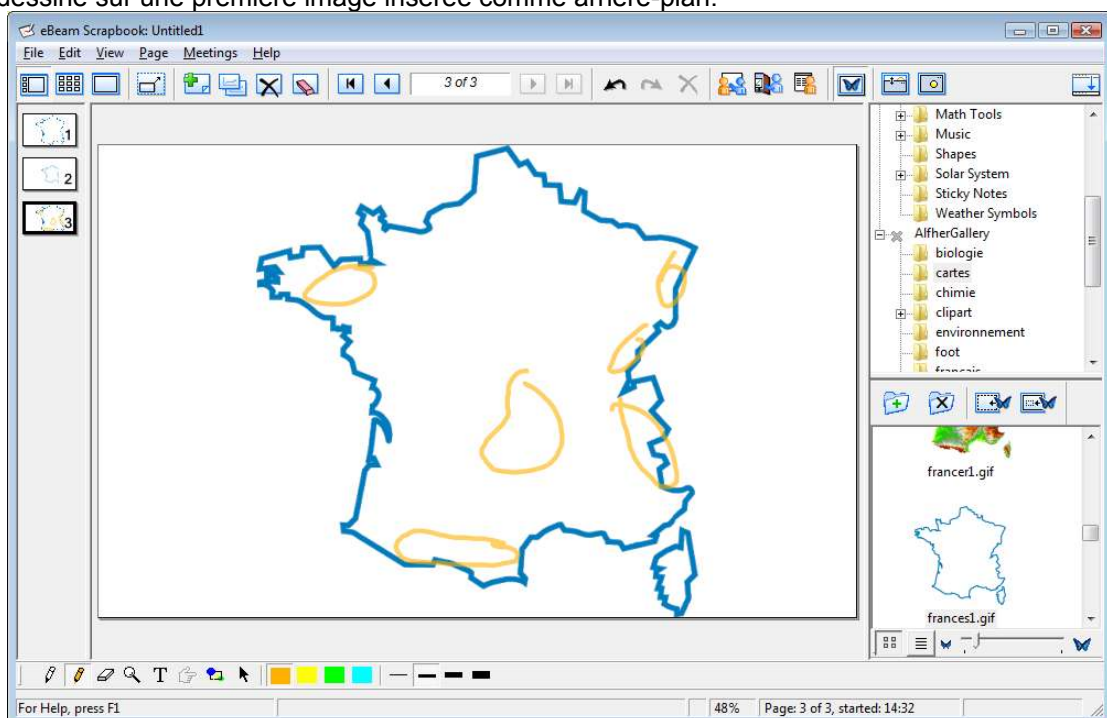 dessiné sur une première image insérée comme arrière-plan.
eBeam Scrapbook: Untitled1
File Edit View Page Meetings Help
3 of 3
1
2
3
Math Tools
Music
Shapes
Solar System
Sticky Notes
Weather Symbols
AlfherGallery
biologie
cartes
chimie
clipart
environnement
foot
francais
francer1.gif
frances1.gif
T
For Help, press F1
48%
Page: 3 of 3, started: 14:32